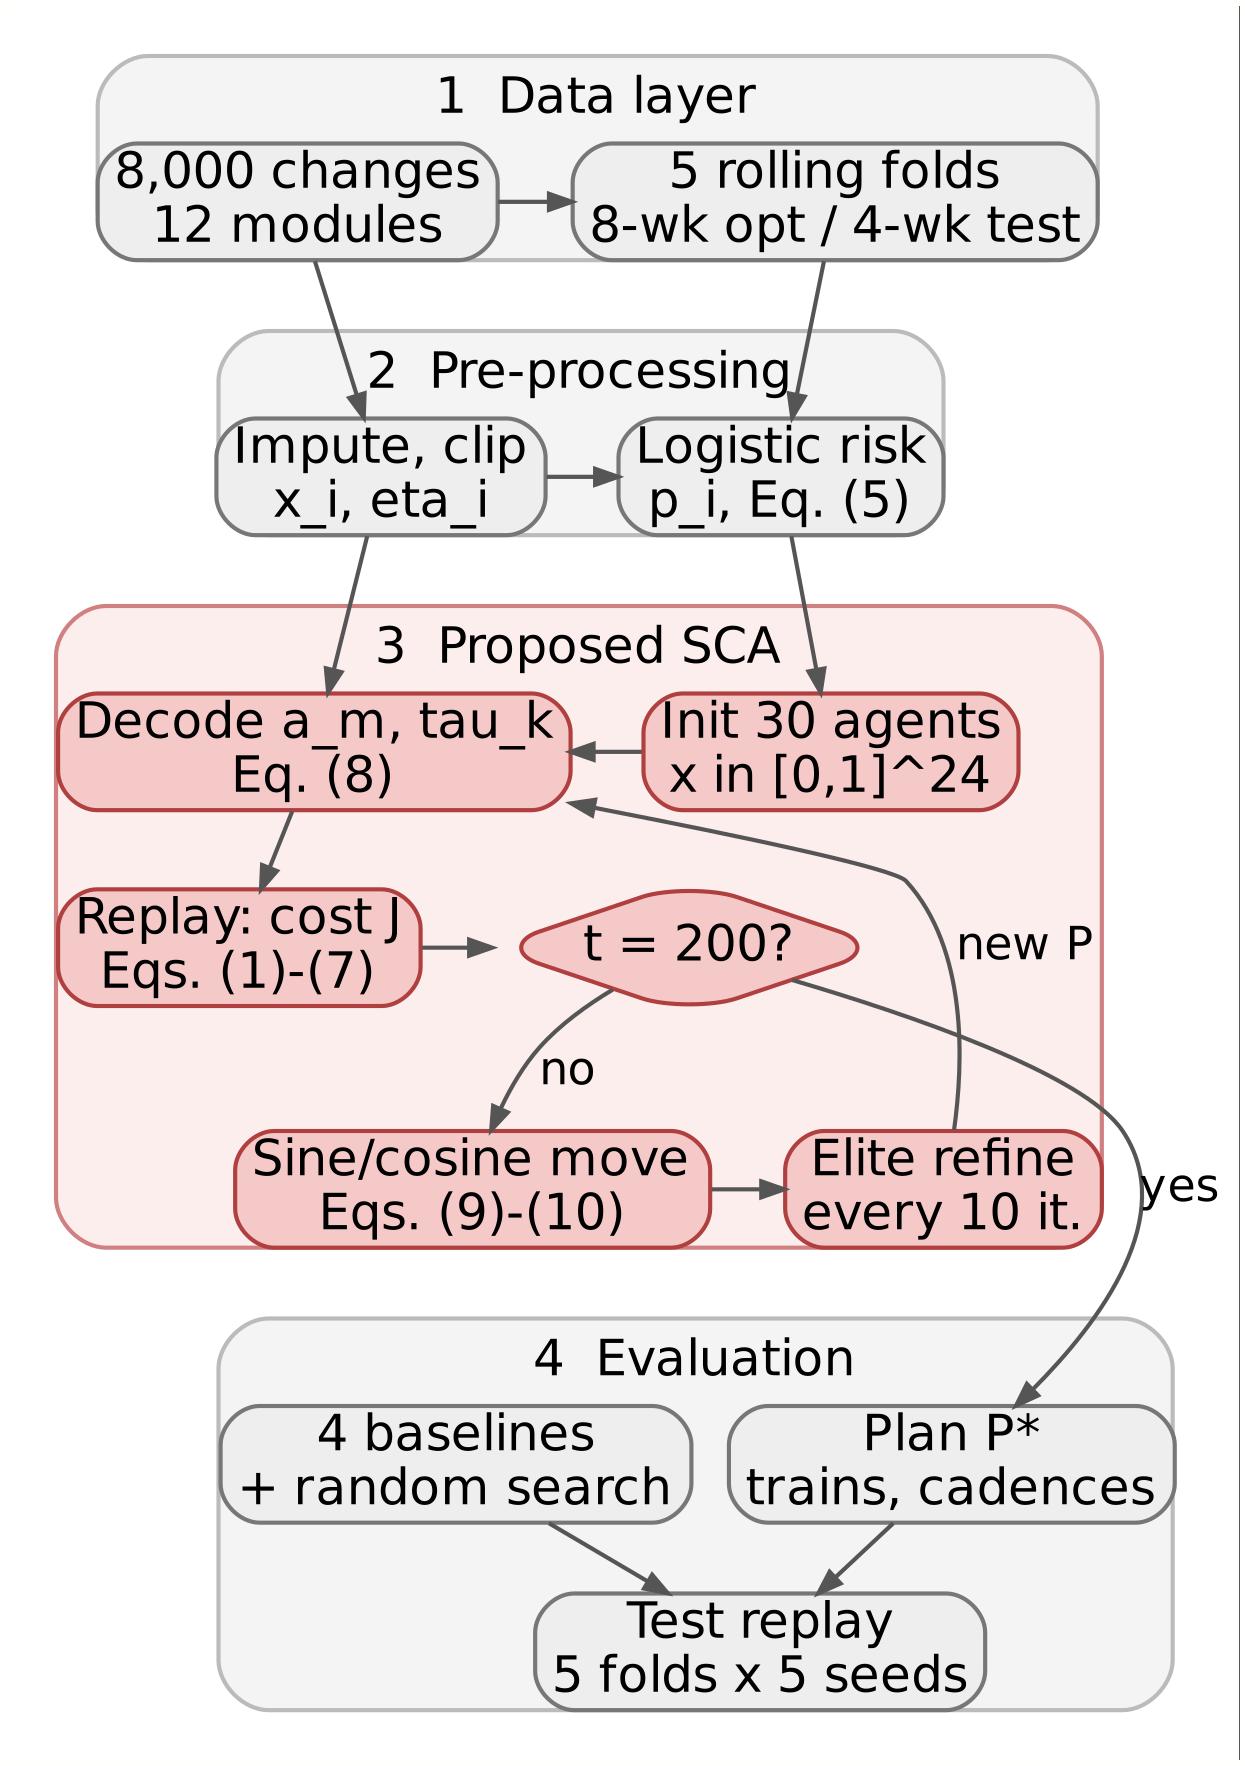 1  Data layer
8,000 changes
12 modules
5 rolling folds
8-wk opt / 4-wk test
2  Pre-processing
Impute, clip
x_i, eta_i
Logistic risk
p_i, Eq. (5)
3  Proposed SCA
Decode a_m, tau_k
Eq. (8)
Init 30 agents
x in [0,1]^24
Replay: cost J
Eqs. (1)-(7)
t = 200?
new P
no
Sine/cosine move
Eqs. (9)-(10)
Elite refine
every 10 it.
yes
4  Evaluation
4 baselines
+ random search
Plan P*
trains, cadences
Test replay
5 folds x 5 seeds